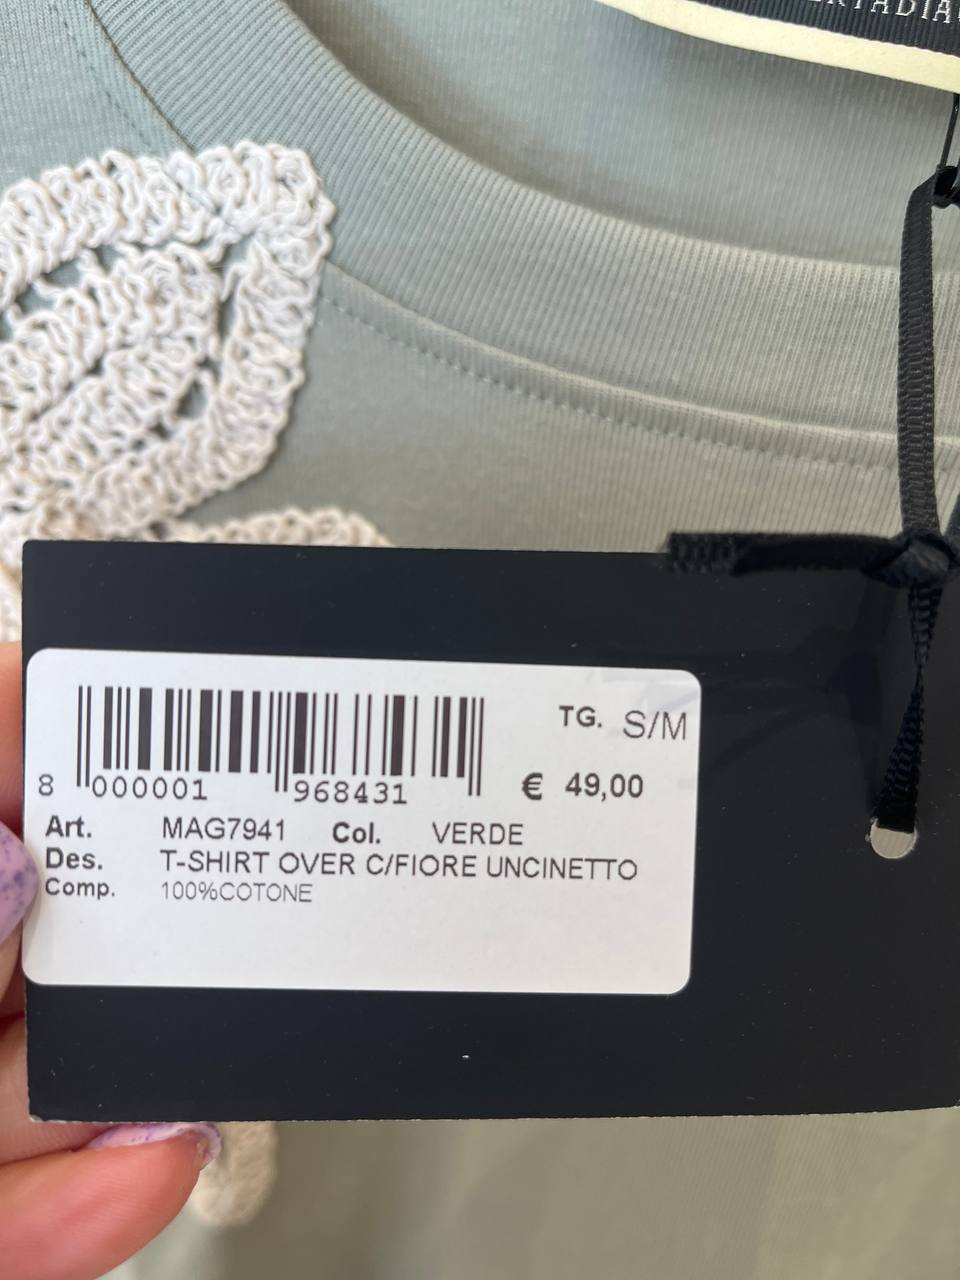 TG. S/M
8 000001 968431
€ 49,00
Art. MAG7941 Col. VERDE
Des. T-SHIRT OVER C/FIORE UNCINETTO
Comp. 100%COTONE